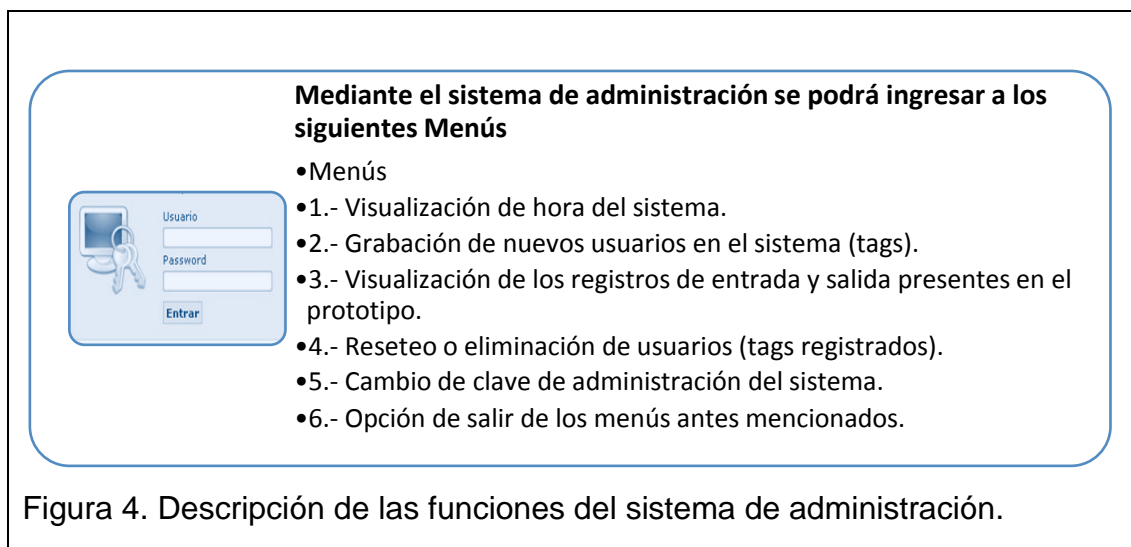 Mediante el sistema de administración se podrá ingresar a los
siguientes Menús
•Menús
•1.- Visualización de hora del sistema.
•2.- Grabación de nuevos usuarios en el sistema (tags).
•3.- Visualización de los registros de entrada y salida presentes en el
prototipo.
•4.- Reseteo o eliminación de usuarios (tags registrados).
•5.- Cambio de clave de administración del sistema.
•6.- Opción de salir de los menús antes mencionados.
Usuario
Password
Entrar
Figura 4. Descripción de las funciones del sistema de administración.